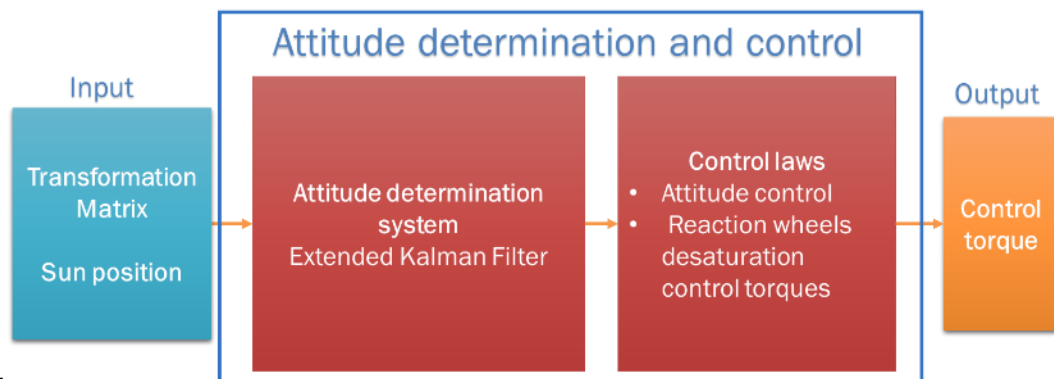 Attitude determination and control
Input
Transformation
Matrix
Sun position
Attitude determination
system
Extended Kalman Filter
Control laws
• Attitude control
• Reaction wheels
desaturation
control torques
Output
Control
torque